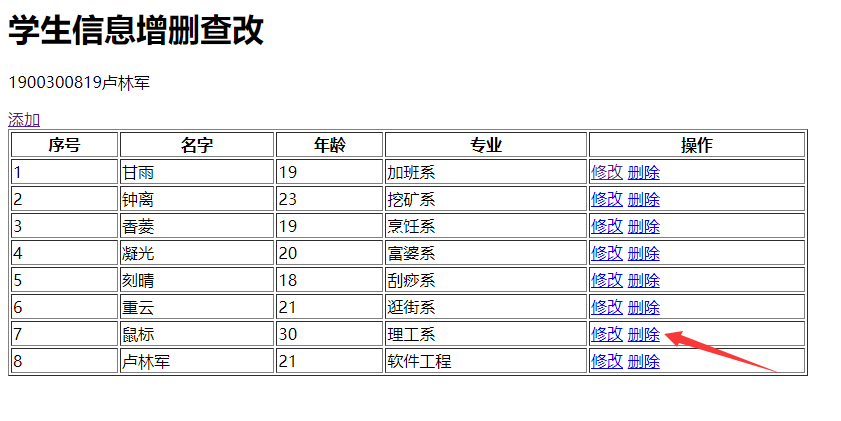 学生信息增删查改
1900300819卢林军
添加
序号 名字 年龄 专业 操作
1 甘雨 19 加班系 修改 删除
2 钟离 23 挖矿系 修改 删除
3 香菱 19 烹饪系 修改 删除
4 凝光 20 富婆系 修改 删除
5 刻晴 18 刮痧系 修改 删除
6 重云 21 逛街系 修改 删除
7 鼠标 30 理工系 修改 删除
8 卢林军 21 软件工程 修改 删除